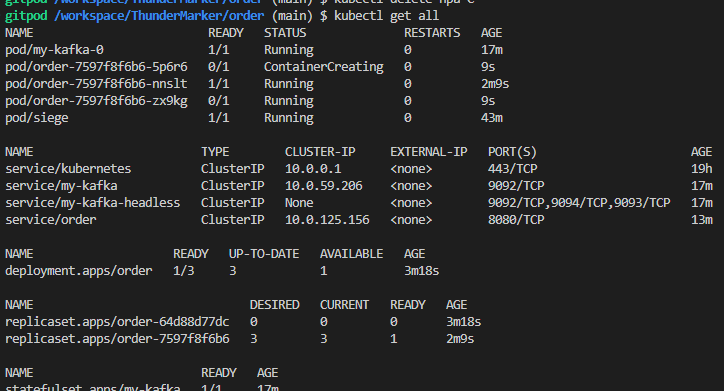 gitpod /workspace/ThunderMarker/order (main) $ kubectl delete hpa
gitpod /workspace/ThunderMarker/order (main) $ kubectl get all
NAME READY STATUS RESTARTS AGE
pod/my-kafka-0 1/1 Running 0 17m
pod/order-7597f8f6b6-5p6r6 0/1 ContainerCreating 0 9s
pod/order-7597f8f6b6-nnslt 1/1 Running 0 2m9s
pod/order-7597f8f6b6-zx9kg 0/1 Running 0 9s
pod/siege 1/1 Running 0 43m
NAME TYPE CLUSTER-IP EXTERNAL-IP PORT(S) AGE
service/kubernetes ClusterIP 10.0.0.1 <none> 443/TCP 19h
service/my-kafka ClusterIP 10.0.59.206 <none> 9092/TCP 17m
service/my-kafka-headless ClusterIP None <none> 9092/TCP,9094/TCP,9093/TCP 17m
service/order ClusterIP 10.0.125.156 <none> 8080/TCP 13m
NAME READY UP-TO-DATE AVAILABLE AGE
deployment.apps/order 1/3 3 1 3m18s
NAME DESIRED CURRENT READY AGE
replicaset.apps/order-64d88d77dc 0 0 0 3m18s
replicaset.apps/order-7597f8f6b6 3 3 1 2m9s
NAME READY AGE
statefulset.apps/my-kafka 1/1 17m